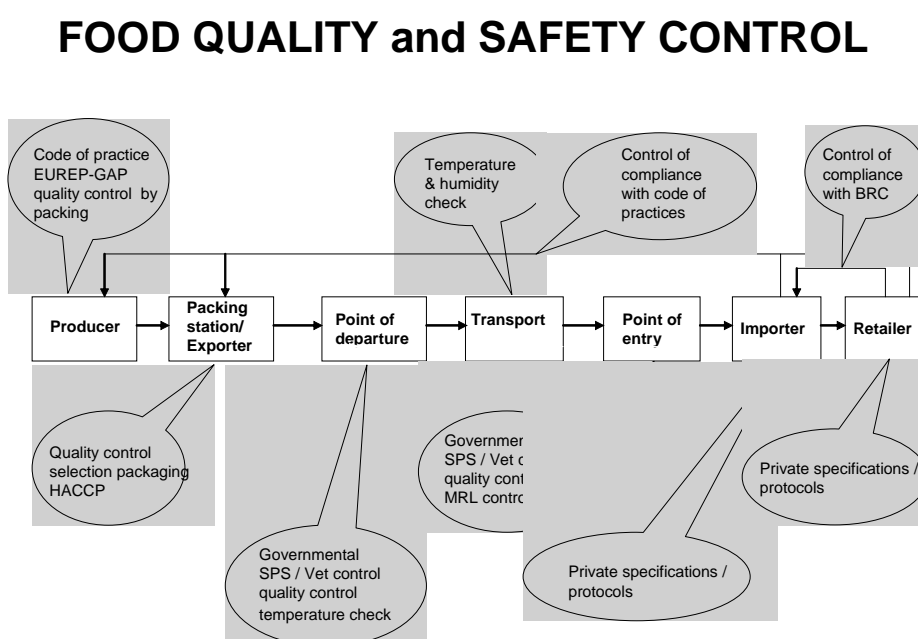 FOOD QUALITY and SAFETY CONTROL
Code of practice
EUREP-GAP
quality control by
packing
Temperature
& humidity
check
Control of
compliance
with code of
practices
Control of
compliance
with BRC
Producer
Packing
station/
Exporter
Point of
departure
Transport
Point of
entry
Importer
Retailer
Quality control
selection packaging
HACCP
Governmental
SPS / Vet control
quality control
temperature check
SPS / Vet
quality
MRL
Private specifications /
protocols
Private specifications /
protocols